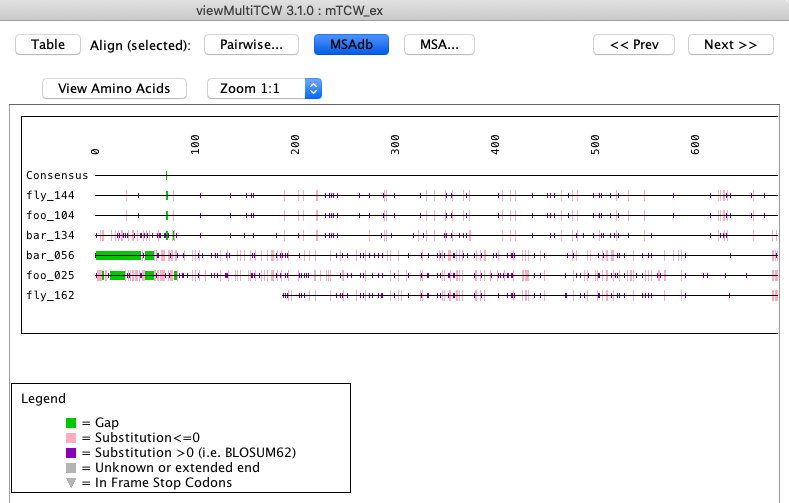 viewMultiTCW 3.1.0 : mTCW_ex
Table Align (selected): Pairwise... MSAdb MSA... << Prev Next >>
View Amino Acids Zoom 1:1
0 100 200 300 400 500 600
Consensus
fly_144
foo_104
bar_134
bar_056
foo_025
fly_162
Legend
= Gap
= Substitution<=0
= Substitution >0 (i.e. BLOSUM62)
= Unknown or extended end
= In Frame Stop Codons